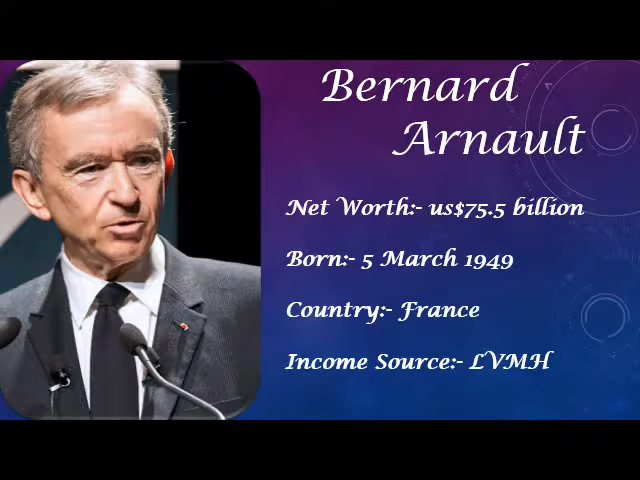 Bernard
Arnault
Net Worth:- us$75.5 billion
Born:- 5 March 1949
Country:- France
Income Source:- LVMH